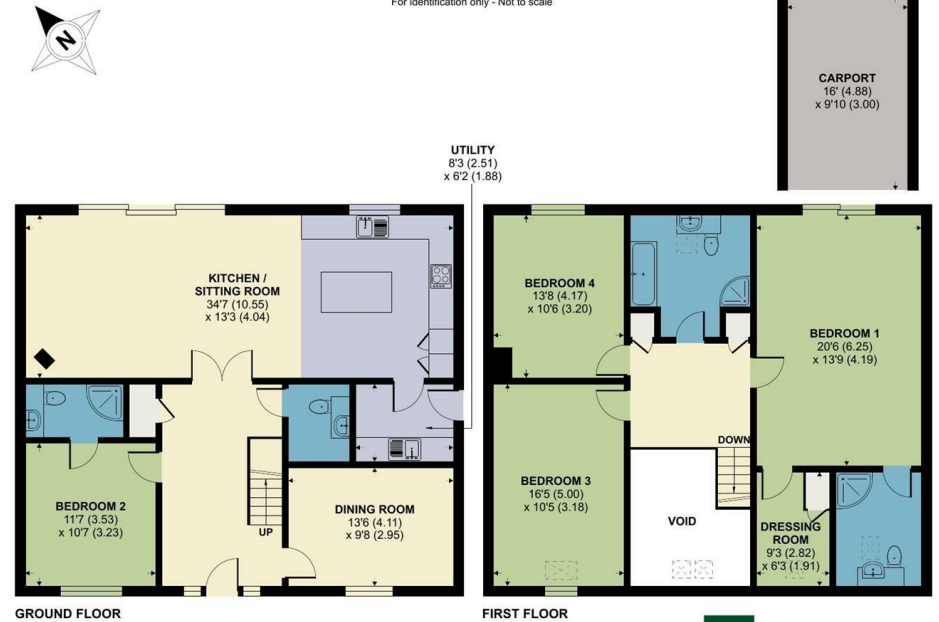 For identification only - Not to scale
N
CARPORT
16' (4.88)
x 9'10 (3.00)
UTILITY
8'3 (2.51)
x 6'2 (1.88)
KITCHEN /
SITTING ROOM
34'7 (10.55)
x 13'3 (4.04)
BEDROOM 4
13'8 (4.17)
x 10'6 (3.20)
BEDROOM 1
20'6 (6.25)
x 13'9 (4.19)
DOWN
BEDROOM 2
11'7 (3.53)
x 10'7 (3.23)
UP
DINING ROOM
13'6 (4.11)
x 9'8 (2.95)
BEDROOM 3
16'5 (5.00)
x 10'5 (3.18)
VOID
DRESSING
ROOM
9'3 (2.82)
x 6'3 (1.91)
GROUND FLOOR
FIRST FLOOR